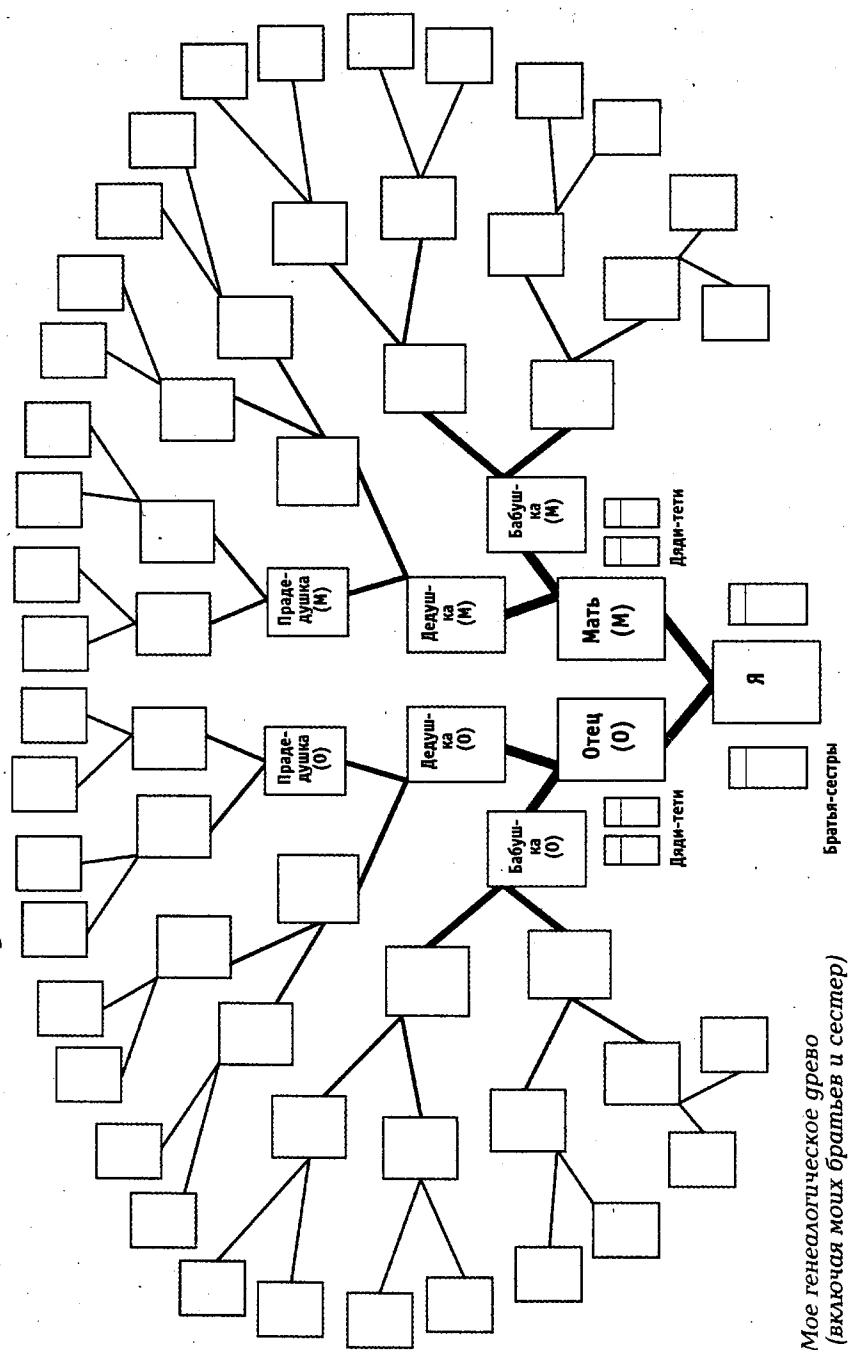 Праде-
душка
(О)
Праде-
душка
(М)
Дедуш-
ка
(О)
Дедуш-
ка
(М)
Бабуш-
ка
(О)
Отец
(О)
Мать
(М)
Бабуш-
ка
(М)
Дяди-тети
Дяди-тети
Я
Братья-сестры
Мое генеалогическое древо
(включая моих братьев и сестер)